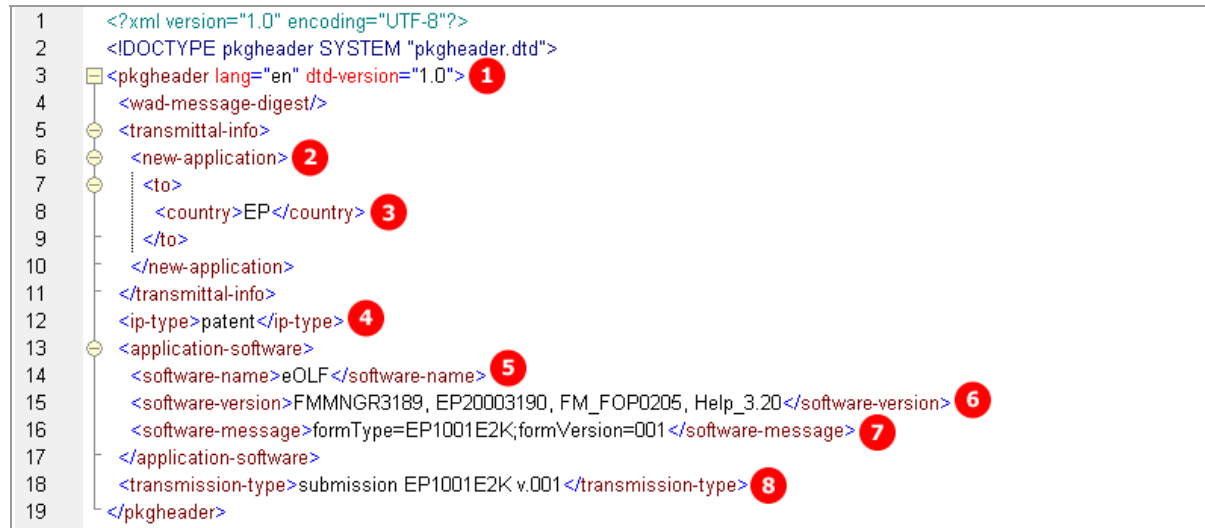 1 <?xml version="1.0" encoding="UTF-8"?>
2 <!DOCTYPE pkgheader SYSTEM "pkgheader.dtd">
3 <pkgheader lang="en" dtd-version="1.0"> 1
4 <wad-message-digest/>
5 <transmittal-info>
6 <new-application> 2
7 <to>
8 <country>EP</country> 3
9 </to>
10 </new-application>
11 </transmittal-info>
12 <ip-type>patent</ip-type> 4
13 <application-software>
14 <software-name>eOLF</software-name> 5
15 <software-version>FMMNGR3189, EP20003190, FM_FOP0205, Help_3.20</software-version> 6
16 <software-message>formType=EP1001E2K;formVersion=001</software-message> 7
17 </application-software>
18 <transmission-type>submission EP1001E2K v.001</transmission-type> 8
19 </pkgheader>